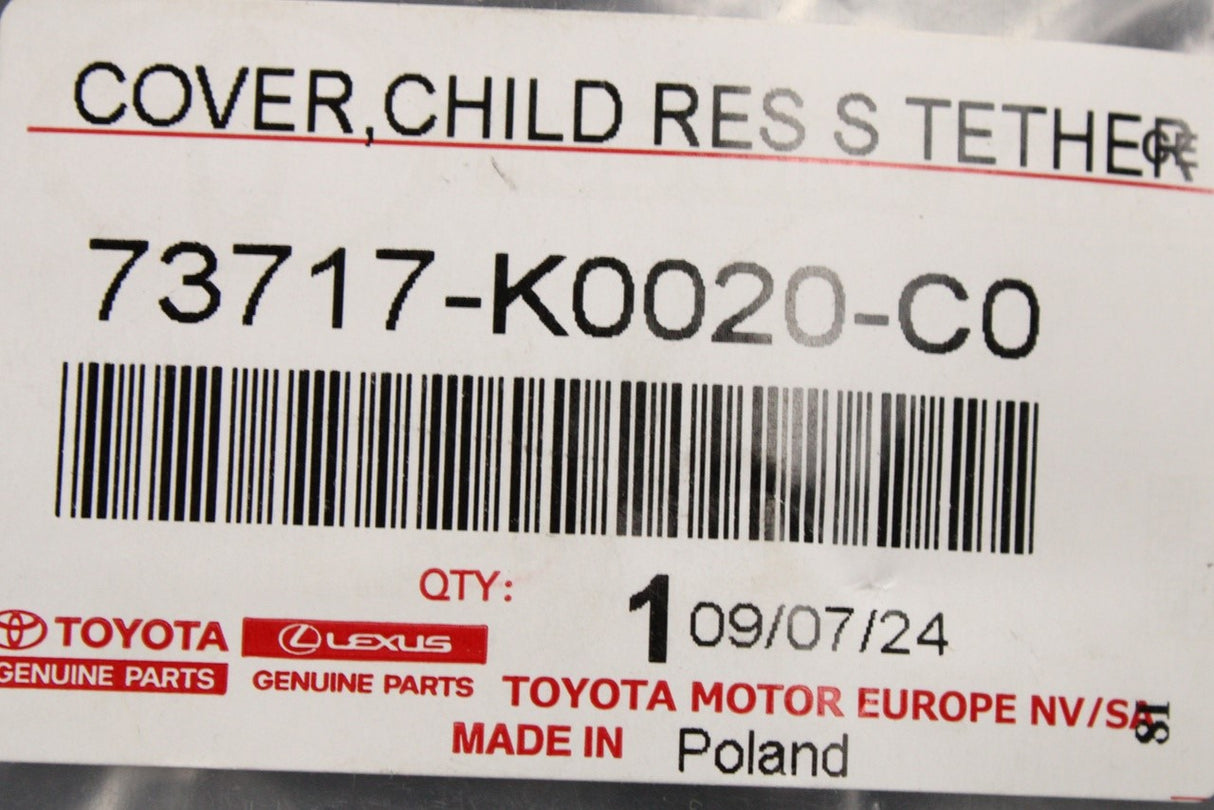 COVER,CHILD RES S TETHER
73717-K0020-C0
QTY: 1 09/07/24
TOYOTA
GENUINE PARTS
LEXUS
GENUINE PARTS
TOYOTA MOTOR EUROPE NV/SA
81
MADE IN Poland